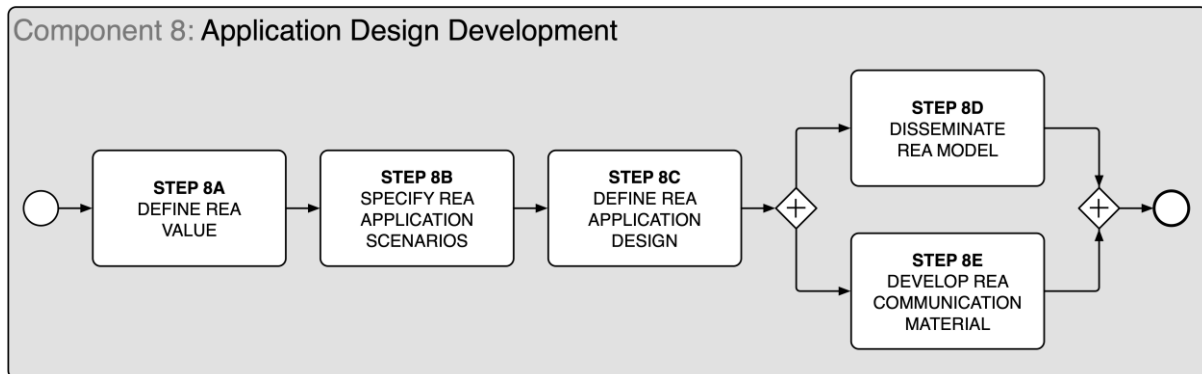 Component 8: Application Design Development
STEP 8A
DEFINE REA
VALUE
STEP 8B
SPECIFY REA
APPLICATION
SCENARIOS
STEP 8C
DEFINE REA
APPLICATION
DESIGN
STEP 8D
DISSEMINATE
REA MODEL
STEP 8E
DEVELOP REA
COMMUNICATION
MATERIAL